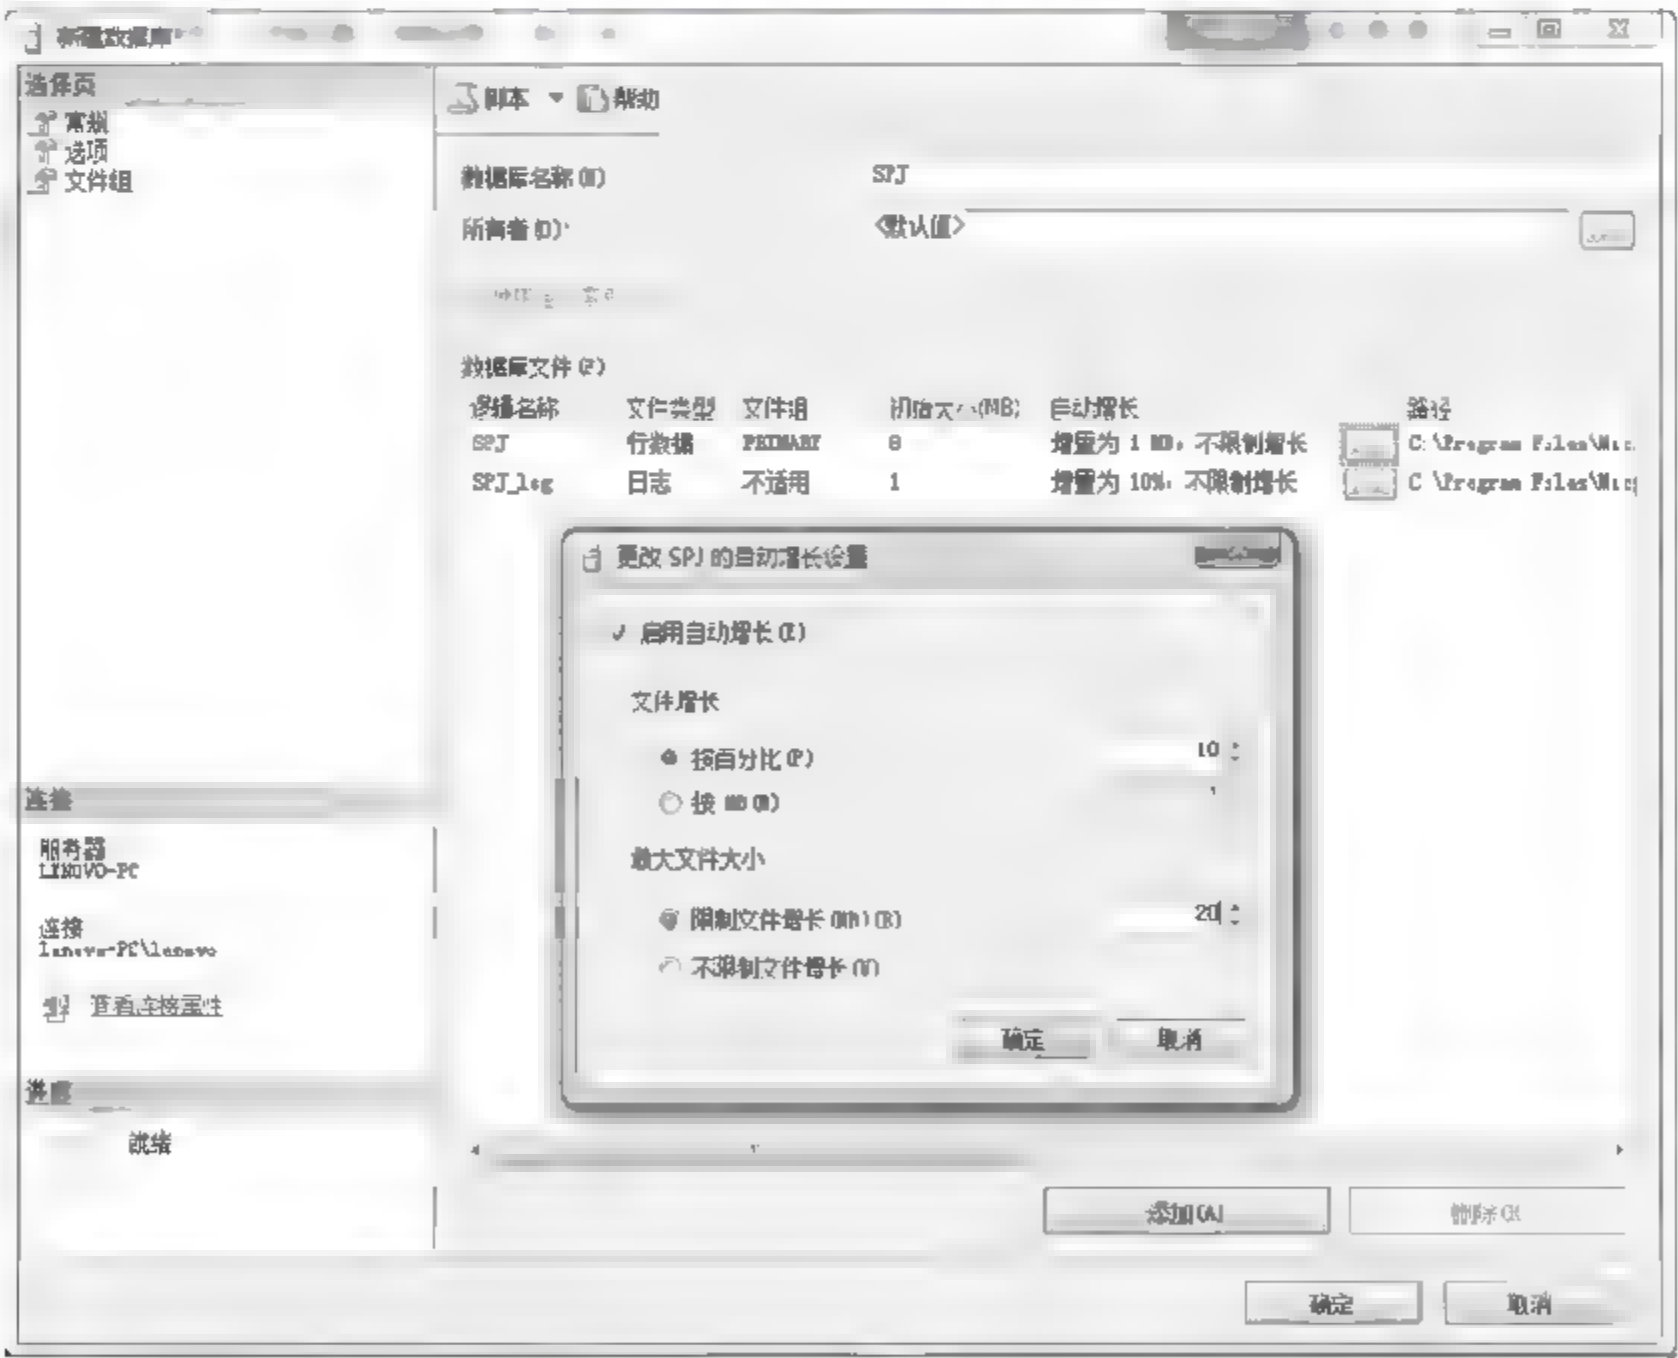 新建数据库
选择页
常规
选项
文件组
脚本 帮助
数据库名称(N)
SPJ
所有者(O):
<默认值>
数据库文件(F)
逻辑名称 文件类型 文件组 初始大小(MB) 自动增长 路径
SPJ 行数据 PRIMARY 8 增量为 1 MB，不限制增长 C:\Program Files\Mic
SPJ_log 日志 不适用 1 增量为 10%，不限制增长 C \Program Files\Mic
更改 SPJ 的自动增长设置
启用自动增长(E)
文件增长
按百分比(P) 10
按 MB(M) 1
最大文件大小
限制文件增长(MB)(R) 20
不限制文件增长(U)
确定 取消
连接
服务器
LENOVO-PC
连接
lenovo-PC\lenovo
查看连接属性
进度
就绪
添加(A) 删除(R
确定 取消